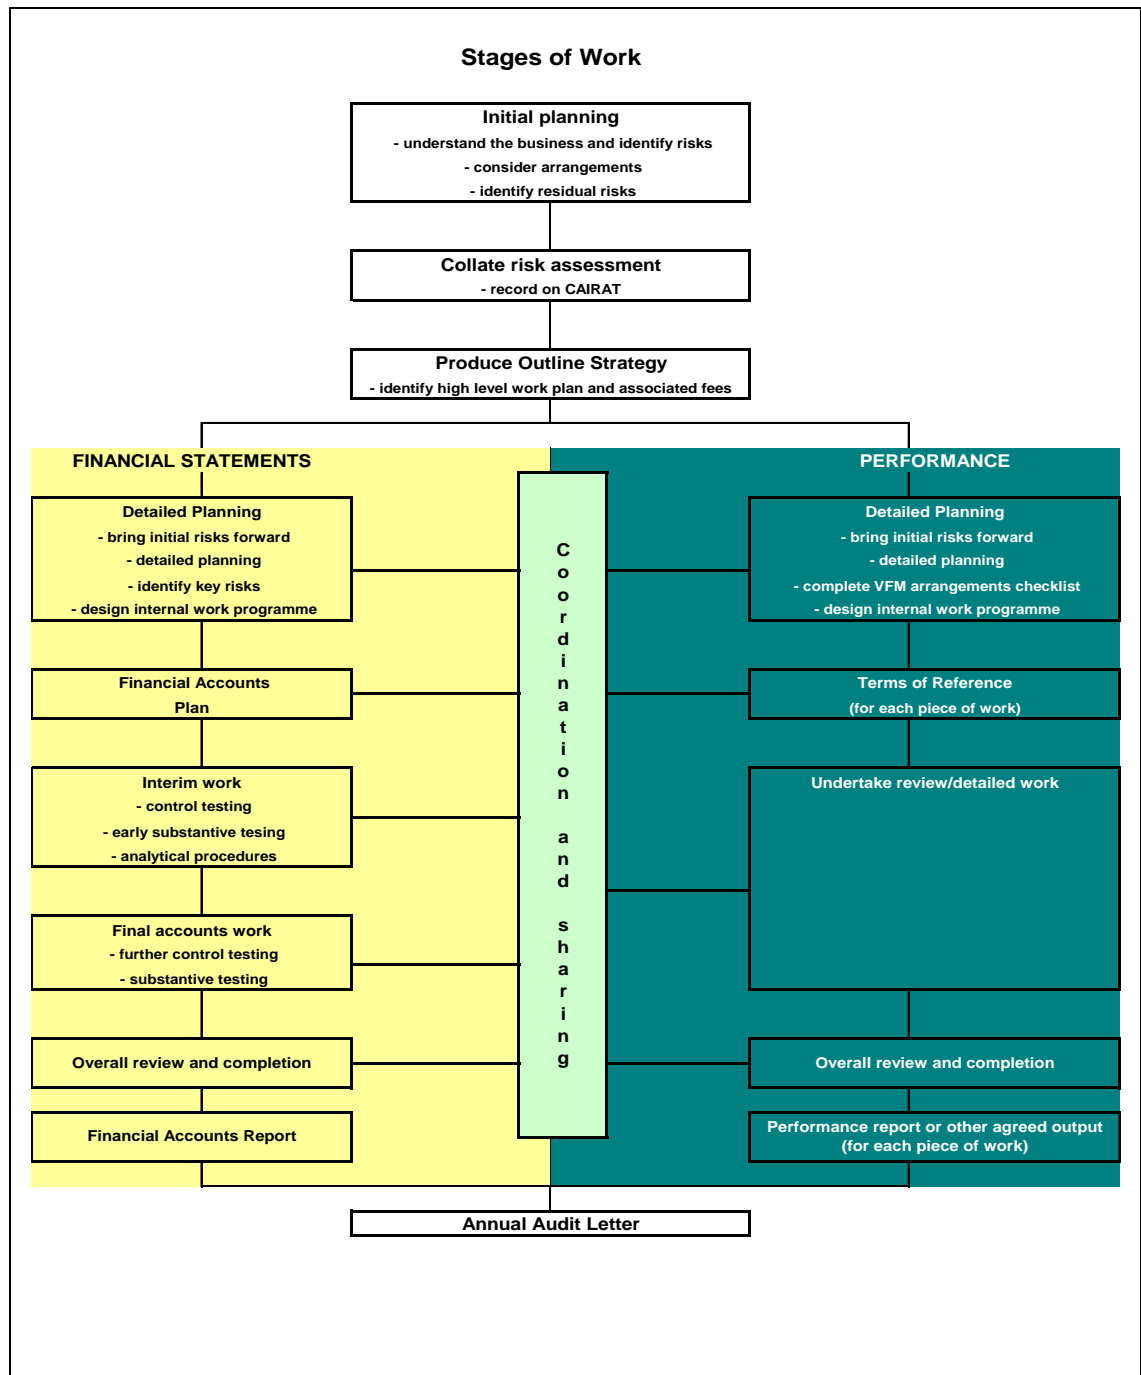 Stages of Work
Initial planning
- understand the business and identify risks
- consider arrangements
- identify residual risks
Collate risk assessment
- record on CAIRAT
Produce Outline Strategy
- identify high level work plan and associated fees
FINANCIAL STATEMENTS
Detailed Planning
- bring initial risks forward
- detailed planning
- identify key risks
- design internal work programme
Financial Accounts
Plan
Interim work
- control testing
- early substantive tesing
- analytical procedures
Final accounts work
- further control testing
- substantive testing
Overall review and completion
Financial Accounts Report
Coordination and sharing
PERFORMANCE
Detailed Planning
- bring initial risks forward
- detailed planning
- complete VFM arrangements checklist
- design internal work programme
Terms of Reference
(for each piece of work)
Undertake review/detailed work
Overall review and completion
Performance report or other agreed output
(for each piece of work)
Annual Audit Letter